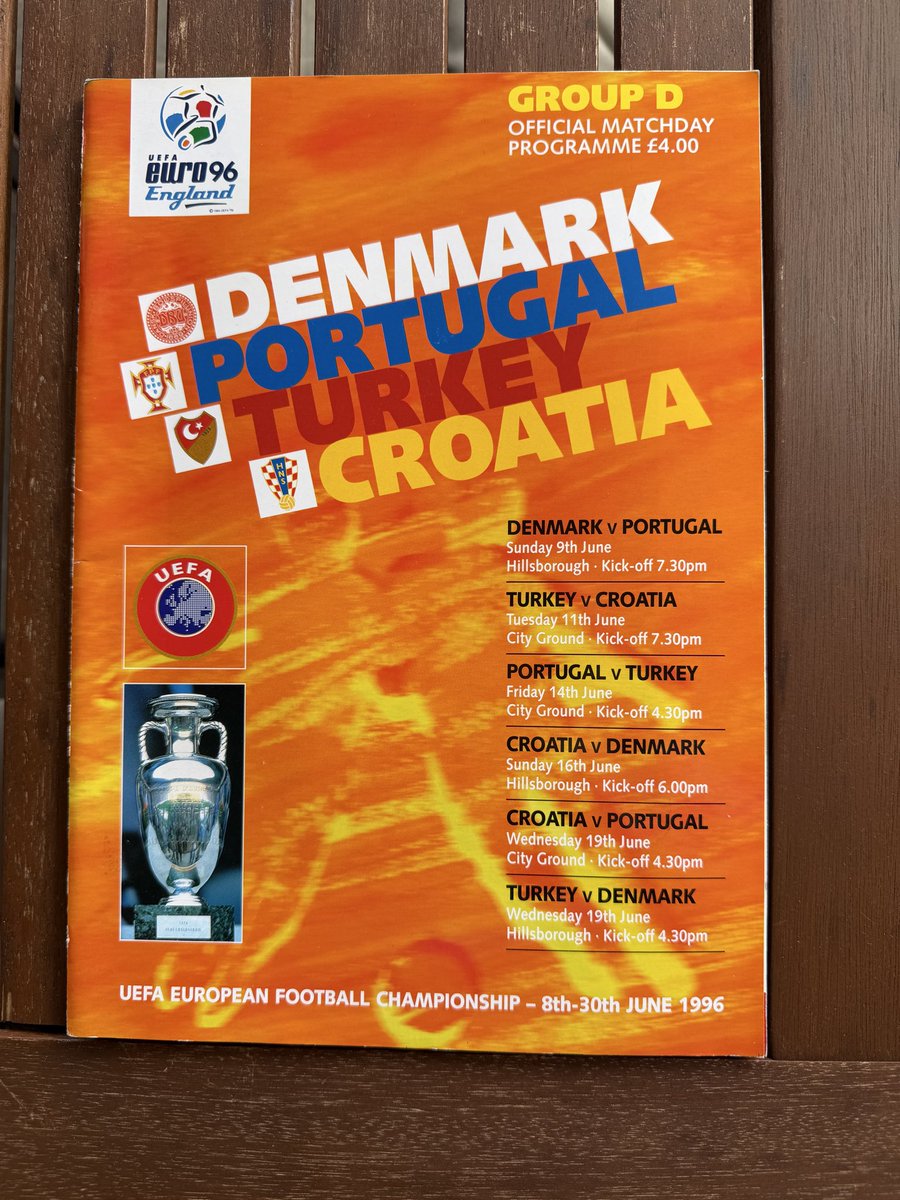 UEFA
euro96
England
GROUP D
OFFICIAL MATCHDAY
PROGRAMME £4.00
DENMARK
DBU
PORTUGAL
TURKEY
CROATIA
HNS
UEFA
DENMARK v PORTUGAL
Sunday 9th June
Hillsborough · Kick-off 7.30pm
TURKEY v CROATIA
Tuesday 11th June
City Ground · Kick-off 7.30pm
PORTUGAL v TURKEY
Friday 14th June
City Ground · Kick-off 4.30pm
CROATIA v DENMARK
Sunday 16th June
Hillsborough · Kick-off 6.00pm
CROATIA v PORTUGAL
Wednesday 19th June
City Ground · Kick-off 4.30pm
TURKEY v DENMARK
Wednesday 19th June
Hillsborough · Kick-off 4.30pm
UEFA EUROPEAN FOOTBALL CHAMPIONSHIP – 8th-30th JUNE 1996